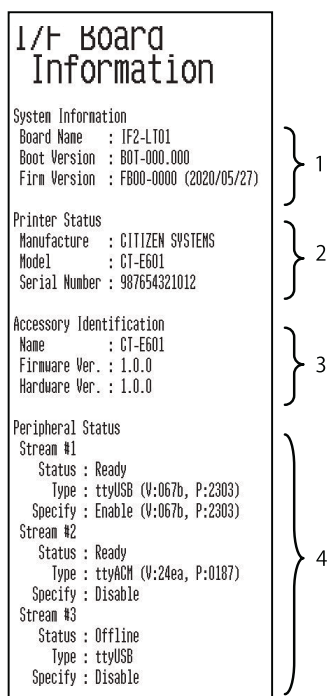 I/F Board
Information
System Information
Board Name : IF2-LT01
Boot Version : BOT-000.000
Firm Version : FB00-0000 (2020/05/27)
1
Printer Status
Manufacture : CITIZEN SYSTEMS
Model : CT-E601
Serial Number : 987654321012
2
Accessory Identification
Name : CT-E601
Firmware Ver. : 1.0.0
Hardware Ver. : 1.0.0
3
Peripheral Status
Stream #1
Status : Ready
Type : ttyUSB (V:067b, P:2303)
Specify : Enable (V:067b, P:2303)
Stream #2
Status : Ready
Type : ttyACM (V:24ea, P:0187)
Specify : Disable
Stream #3
Status : Offline
Type : ttyUSB
Specify : Disable
4